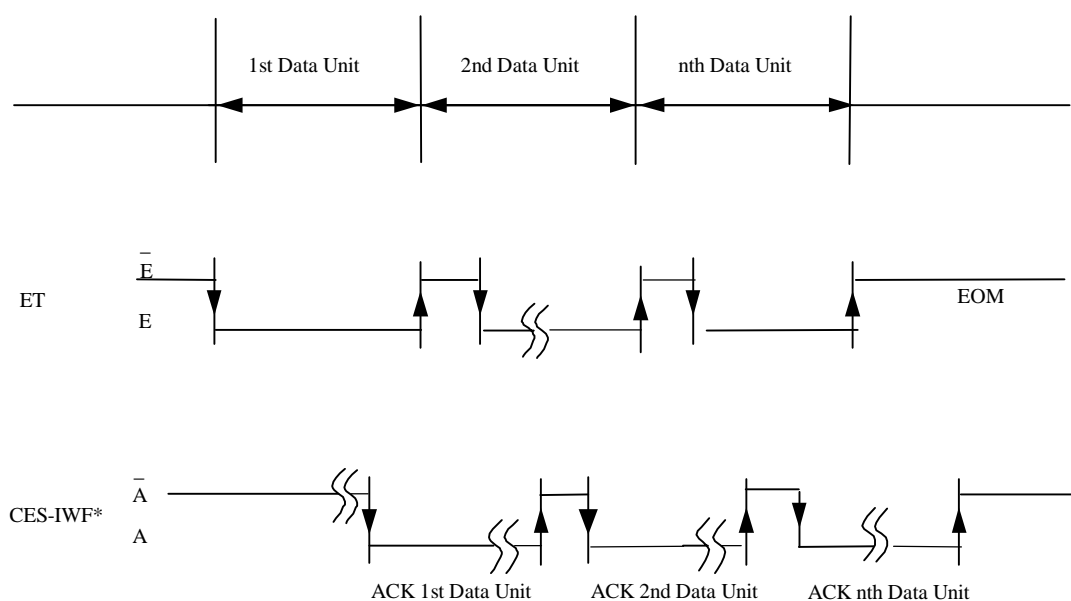 1st Data Unit 2nd Data Unit nth Data Unit
E̅
ET
E
EOM
A̅
CES-IWF*
A
ACK 1st Data Unit ACK 2nd Data Unit ACK nth Data Unit